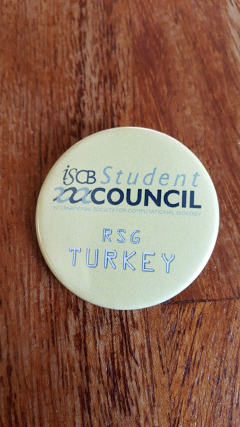 iSCB Student
COUNCIL
INTERNATIONAL SOCIETY FOR COMPUTATIONAL BIOLOGY
RSG
TURKEY